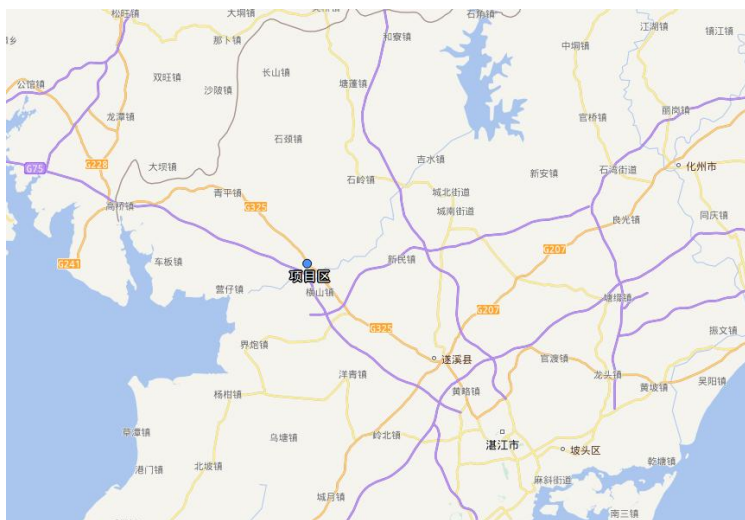 松旺镇
大垌镇
石角镇
和寮镇
江湖镇
镇江镇
那卜镇
中垌镇
长山镇
双旺镇
沙陂镇
塘蓬镇
公馆镇
丽岗镇
龙潭镇
官桥镇
石颈镇
G228
吉水镇
G75
大坝镇
石岭镇
新安镇
石湾街道
化州市
青平镇
城北街道
高桥镇
G325
城南街道
良光镇
同庆镇
G207
G241
车板镇
项目区
新民镇
营仔镇
横山镇
塘㙍镇
G207
G325
振文镇
界炮镇
遂溪县
官渡镇
洋青镇
龙头镇
吴阳镇
杨柑镇
黄略镇
黄坡镇
草潭镇
乌塘镇
岭北镇
湛江市
坡头区
乾塘镇
港门镇
北坡镇
麻斜街道
城月镇
南三镇